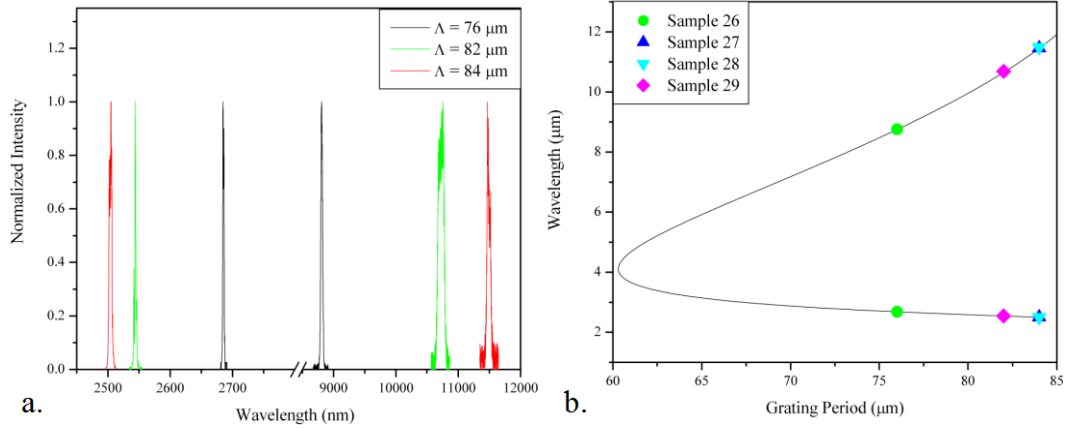 Λ = 76 μm
Λ = 82 μm
Λ = 84 μm
Normalized Intensity
1.2
1.0
0.8
0.6
0.4
0.2
0.0
2500 2600 2700 9000 10000 11000 12000
Wavelength (nm)
a.
Sample 26
Sample 27
Sample 28
Sample 29
Wavelength (μm)
12
10
8
6
4
2
60 65 70 75 80 85
Grating Period (μm)
b.